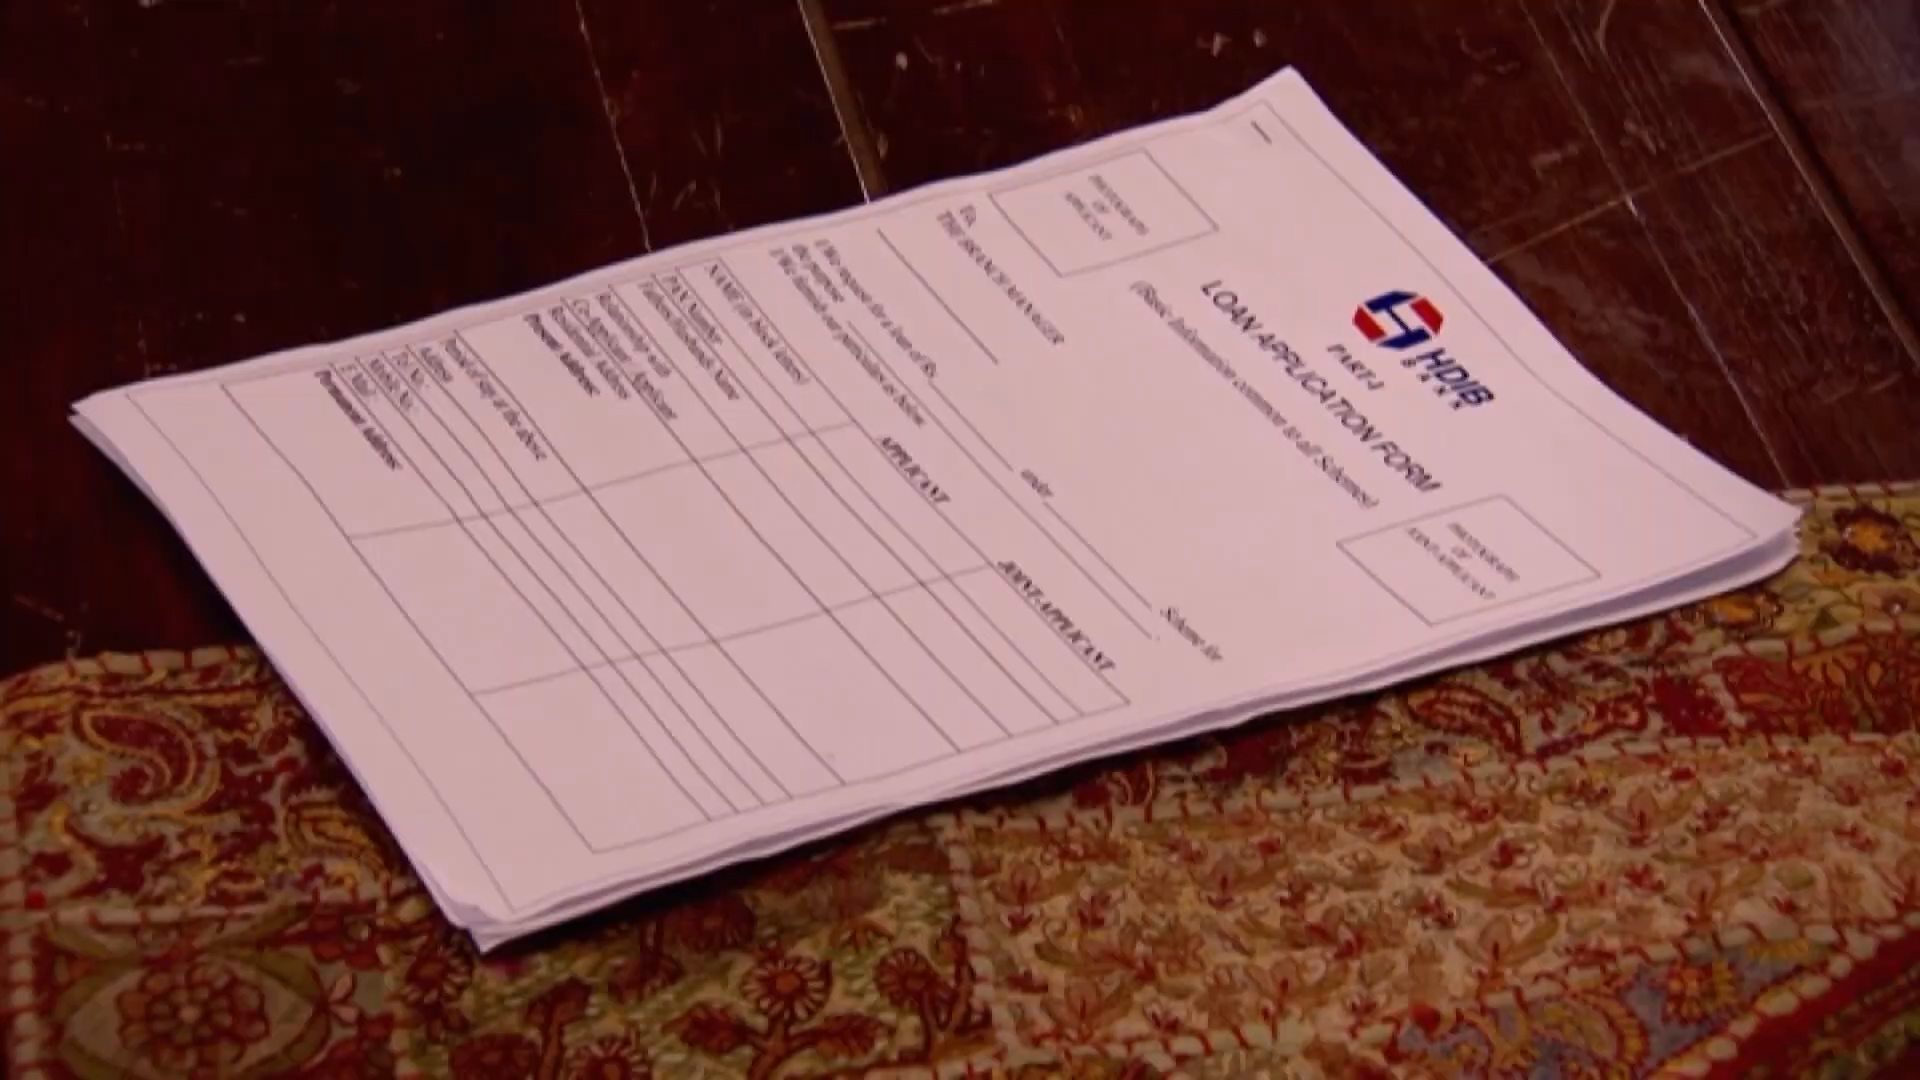 HDIB
BANK
PART-I
LOAN APPLICATION FORM
(Basic Information common to all Schemes)
PHOTOGRAPH
OF
APPLICANT
PHOTOGRAPH
OF
JOINT-APPLICANT
To,
THE BRANCH MANAGER
I/We request for a loan of Rs. under Scheme for
the purpose
I/We furnish our particulars as below.
APPLICANT JOINT-APPLICANT
NAME (in block letters)
PAN Number
Father/Husband's Name
Relationship with
Co-Applicant/Applicant
Residential Address
Present Address:
Period of stay at the above
Address
Tel No.
Mobile No.
E Mail
Permanent Address: